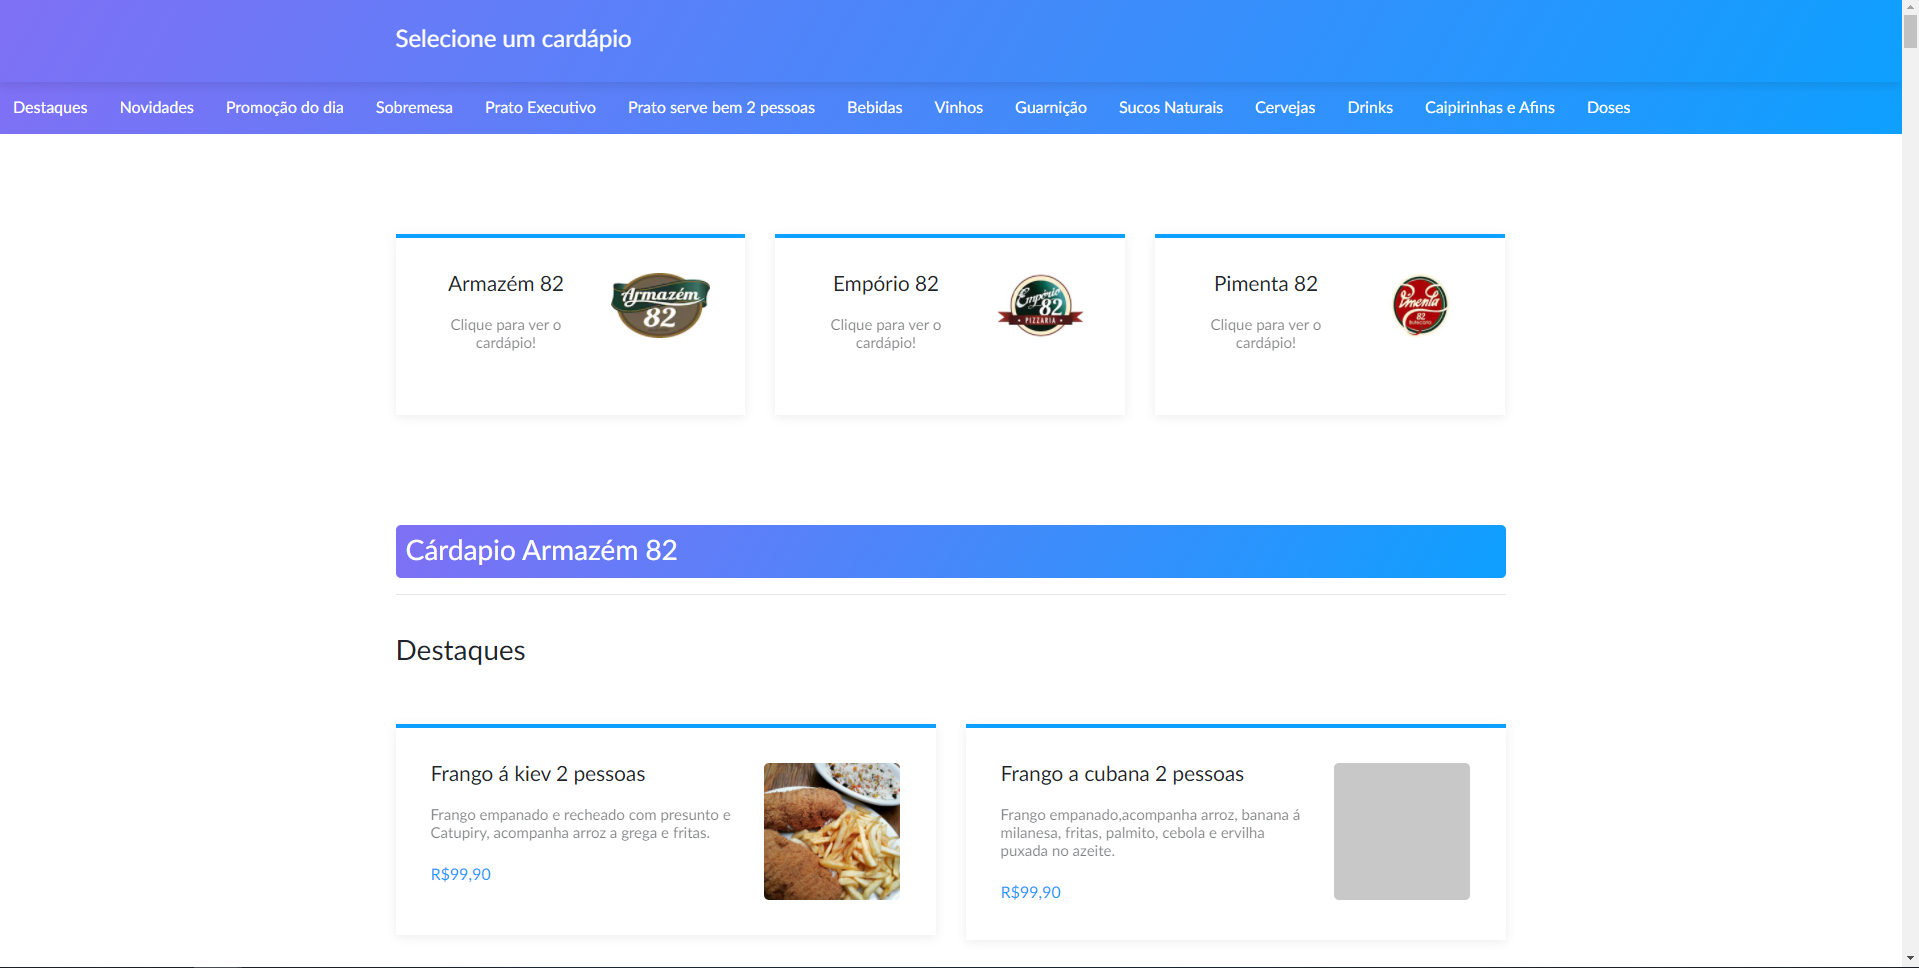 Selecione um cardápio
Destaques Novidades Promoção do dia Sobremesa Prato Executivo Prato serve bem 2 pessoas Bebidas Vinhos Guarnição Sucos Naturais Cervejas Drinks Caipirinhas e Afins Doses
Armazém 82
Clique para ver o
cardápio!
Armazém
82
Empório 82
Clique para ver o
cardápio!
Empório
82
PIZZARIA
Pimenta 82
Clique para ver o
cardápio!
Pimenta
82
Cárdapio Armazém 82
Destaques
Frango á kiev 2 pessoas
Frango empanado e recheado com presunto e
Catupiry, acompanha arroz a grega e fritas.
R$99,90
Frango a cubana 2 pessoas
Frango empanado,acompanha arroz, banana á
milanesa, fritas, palmito, cebola e ervilha
puxada no azeite.
R$99,90